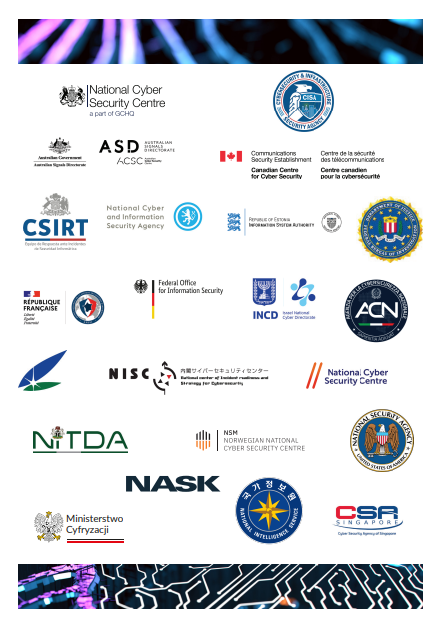 National Cyber
Security Centre
a part of GCHQ
CYBERSECURITY & INFRASTRUCTURE
CISA
SECURITY AGENCY
Australian Government
Australian Signals Directorate
ASD AUSTRALIAN
SIGNALS
DIRECTORATE
ACSC
Communications
Security Establishment
Canadian Centre
for Cyber Security
Centre de la sécurité
des télécommunications
Centre canadien
pour la cybersécurité
CSIRT
Equipo de Respuesta ante Incidentes
de Seguridad Informática
National Cyber
and Information
Security Agency
REPUBLIC OF ESTONIA
INFORMATION SYSTEM AUTHORITY
DEPARTMENT OF JUSTICE
FEDERAL BUREAU OF INVESTIGATION
RÉPUBLIQUE
FRANÇAISE
Liberté
Égalité
Fraternité
Federal Office
for Information Security
INCD
Israel National
Cyber Directorate
AGENZIA PER LA CYBERSICUREZZA NAZIONALE
ACN
NISC
内閣サイバーセキュリティセンター
National center of Incident readiness and
Strategy for Cybersecurity
National Cyber
Security Centre
NiTDA
NSM
NORWEGIAN NATIONAL
CYBER SECURITY CENTRE
NATIONAL SECURITY AGENCY
UNITED STATES OF AMERICA
NASK
국가정보원
NATIONAL INTELLIGENCE SERVICE
Ministerstwo
Cyfryzacji
CSA
SINGAPORE
Cyber Security Agency of Singapore